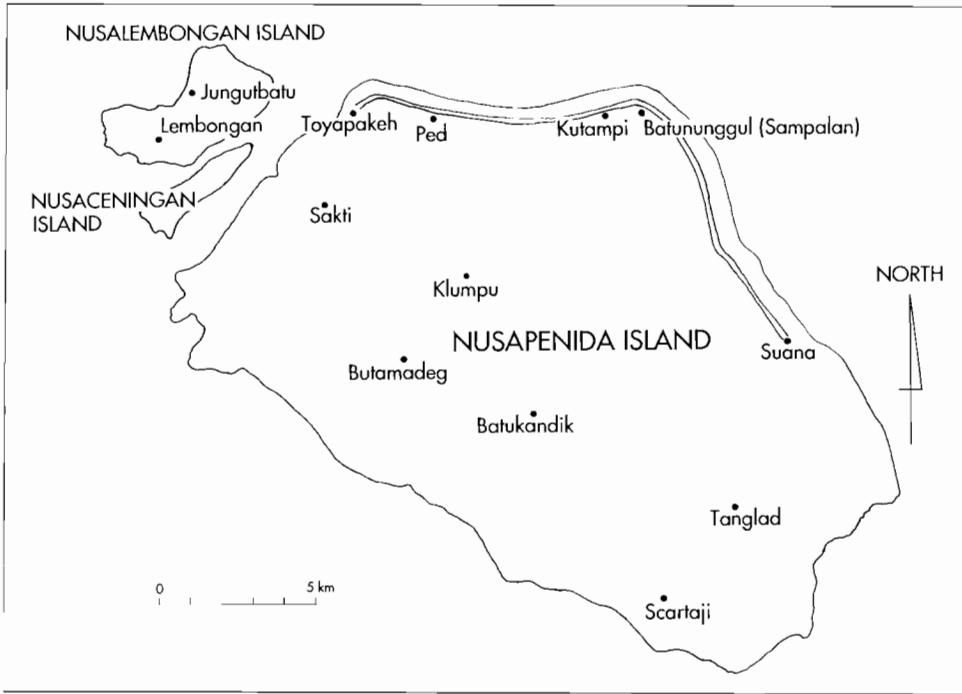 NUSALEMBONGAN ISLAND
Jungutbatu
Lembongan
Toyapakeh
Ped
Kutampi
Batununggul (Sampalan)
NUSACENINGAN
ISLAND
Sakti
NORTH
Klumpu
NUSAPENIDA ISLAND
Suana
Butamadeg
Batukandik
Tanglad
0
5 km
Scartaji